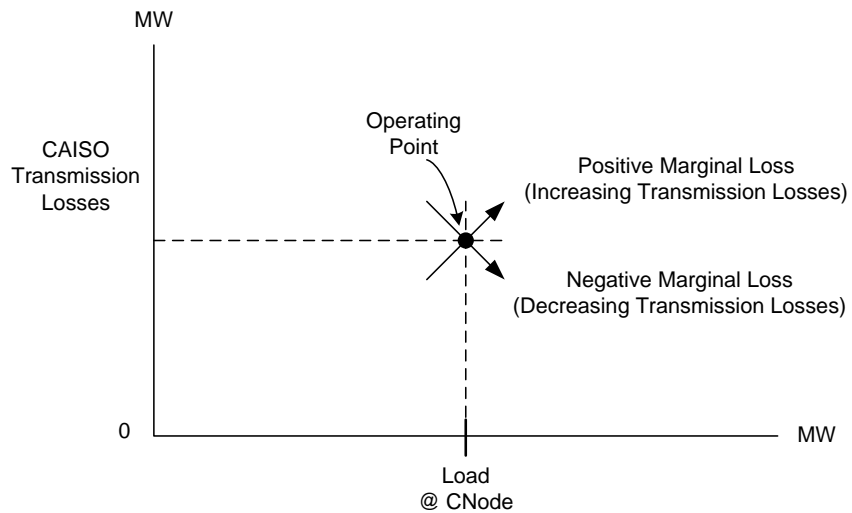 MW
CAISO
Transmission
Losses
Operating
Point
Positive Marginal Loss
(Increasing Transmission Losses)
Negative Marginal Loss
(Decreasing Transmission Losses)
0
MW
Load
@ CNode